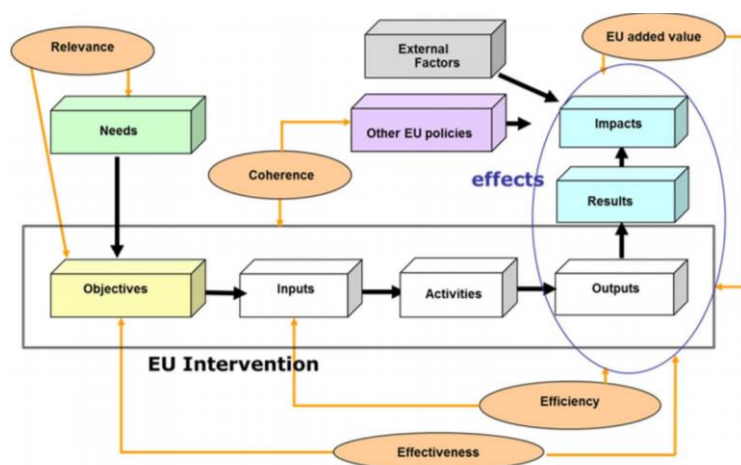 Relevance
EU added value
External
Factors
Needs
Other EU policies
Impacts
Coherence
effects
Results
Objectives
Inputs
Activities
Outputs
EU Intervention
Efficiency
Effectiveness